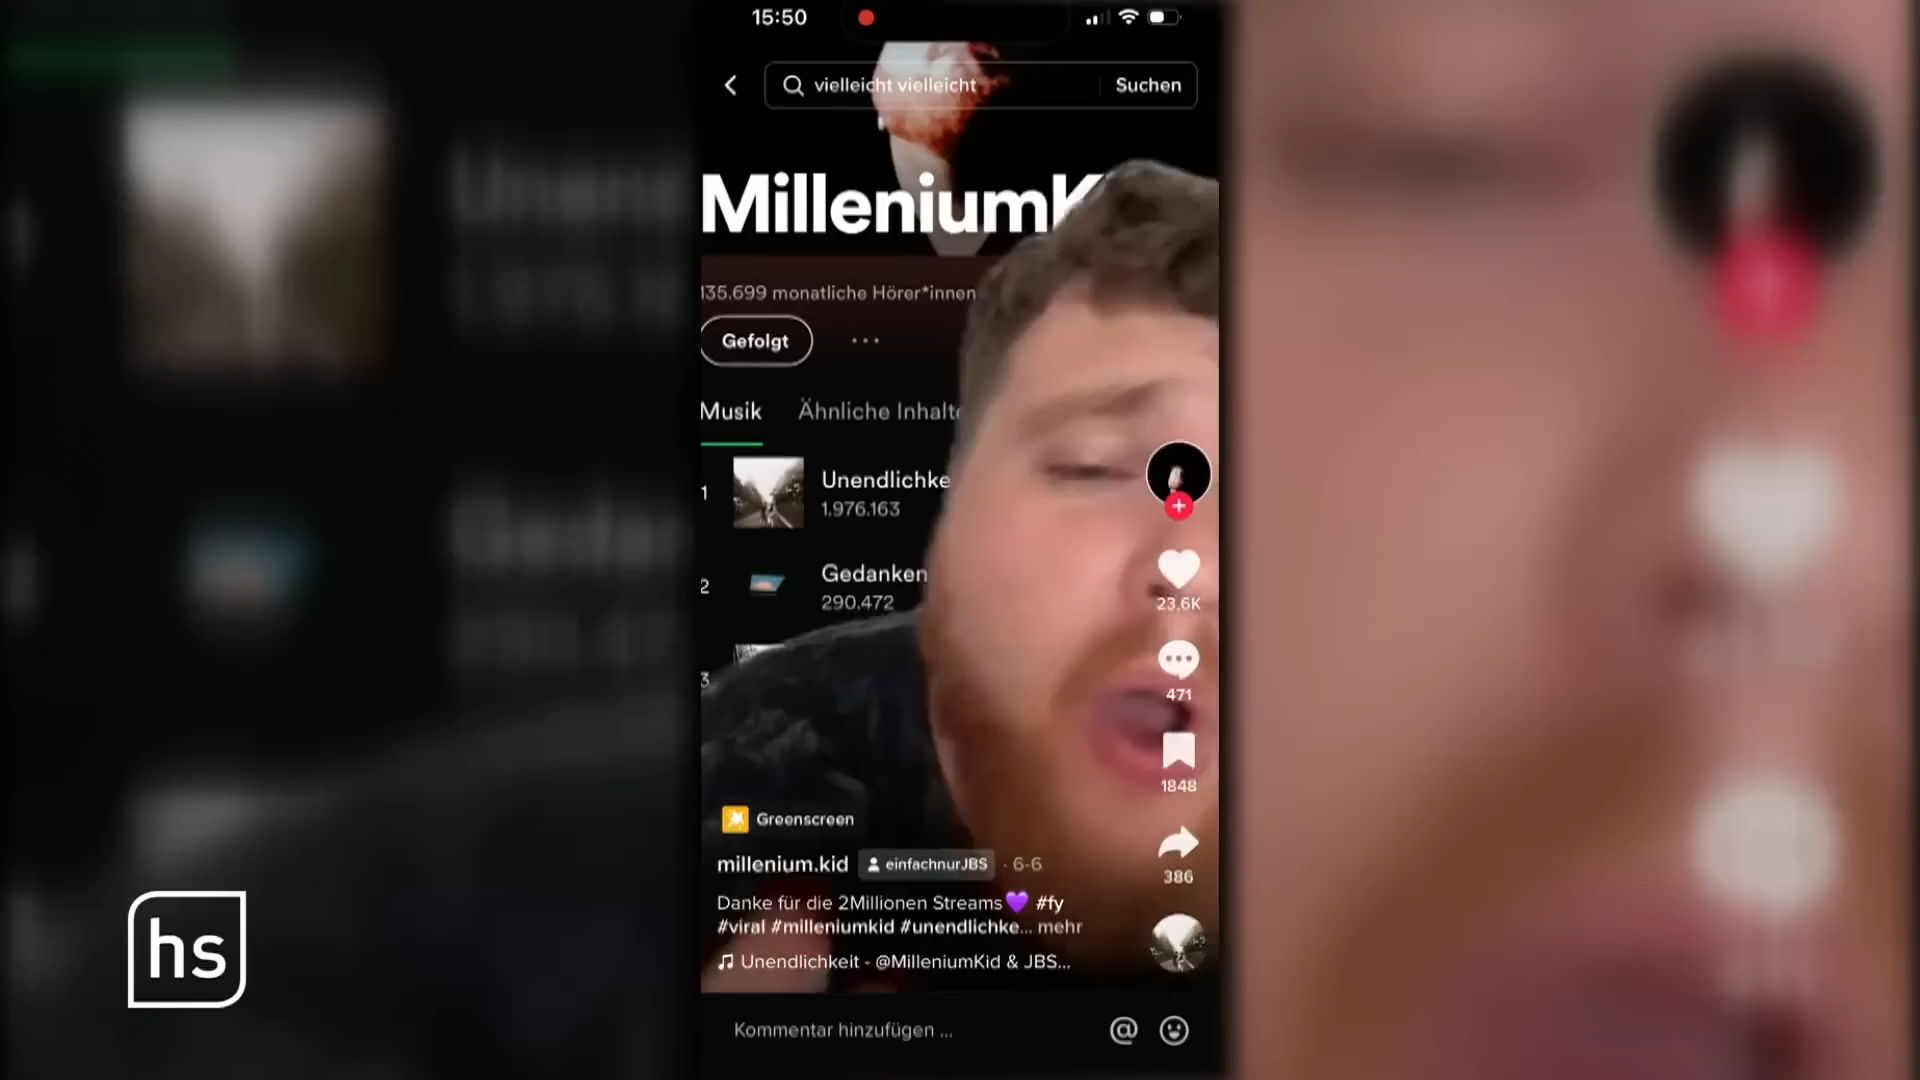 15:50
vielleicht vielleicht
Suchen
MilleniumK
135.699 monatliche Hörer*innen
Gefolgt
Musik
Ähnliche Inhalte
1
Unendlichke
1.976.163
2
Gedanken
290.472
3
23,6K
471
1848
386
Greenscreen
millenium.kid
einfachnurJBS
· 6-6
Danke für die 2Millionen Streams💜 #fy
#viral #milleniumkid #unendlichke... mehr
Unendlichkeit - @MilleniumKid & JBS...
Kommentar hinzufügen ...
hs